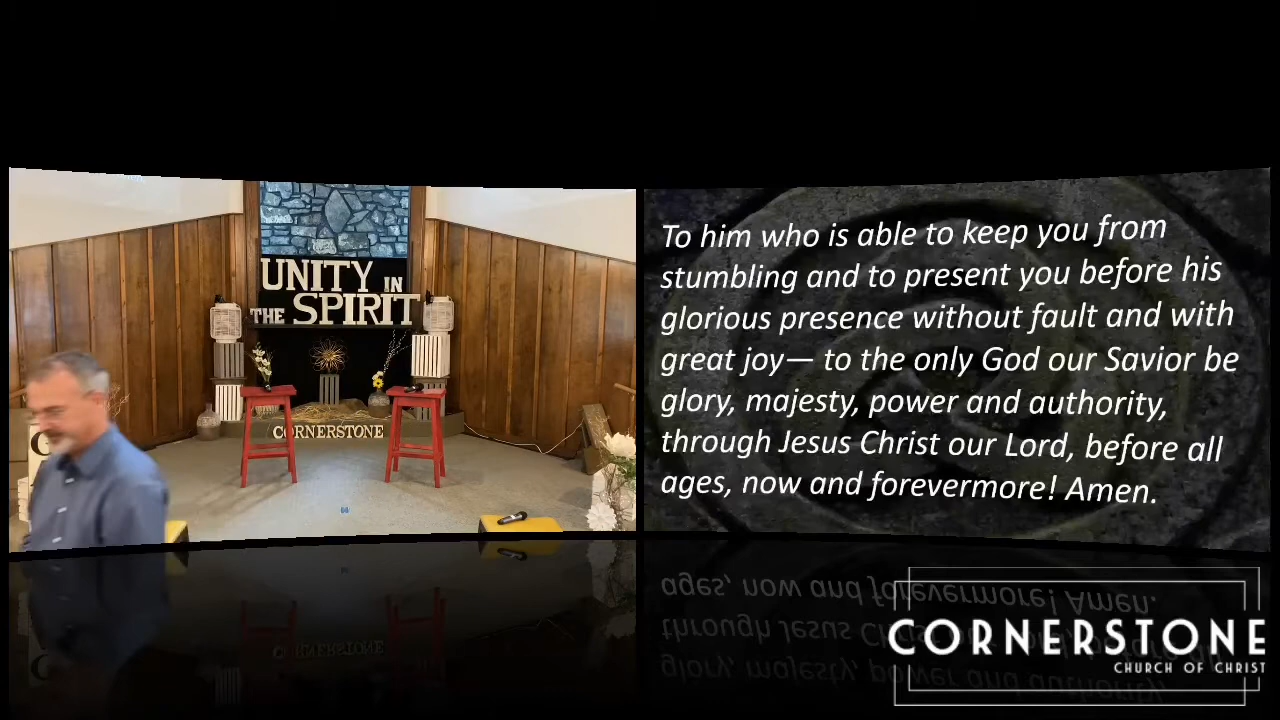 UNITY IN
THE SPIRIT
CORNERSTONE
To him who is able to keep you from
stumbling and to present you before his
glorious presence without fault and with
great joy— to the only God our Savior be
glory, majesty, power and authority,
through Jesus Christ our Lord, before all
ages, now and forevermore! Amen.
CORNERSTONE
CHURCH OF CHRIST